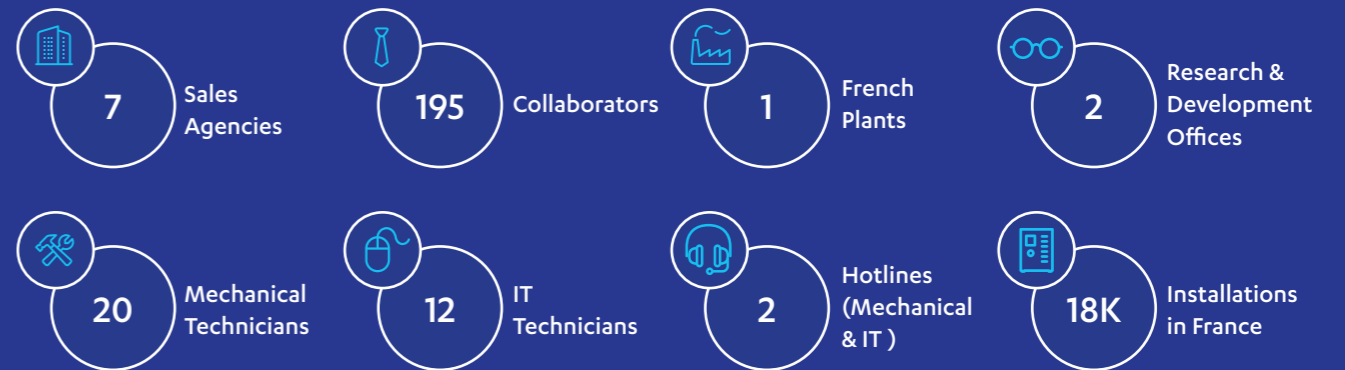 7
Sales
Agencies
195
Collaborators
1
French
Plants
2
Research &
Development
Offices
20
Mechanical
Technicians
12
IT
Technicians
2
Hotlines
(Mechanical
& IT )
18K
Installations
in France